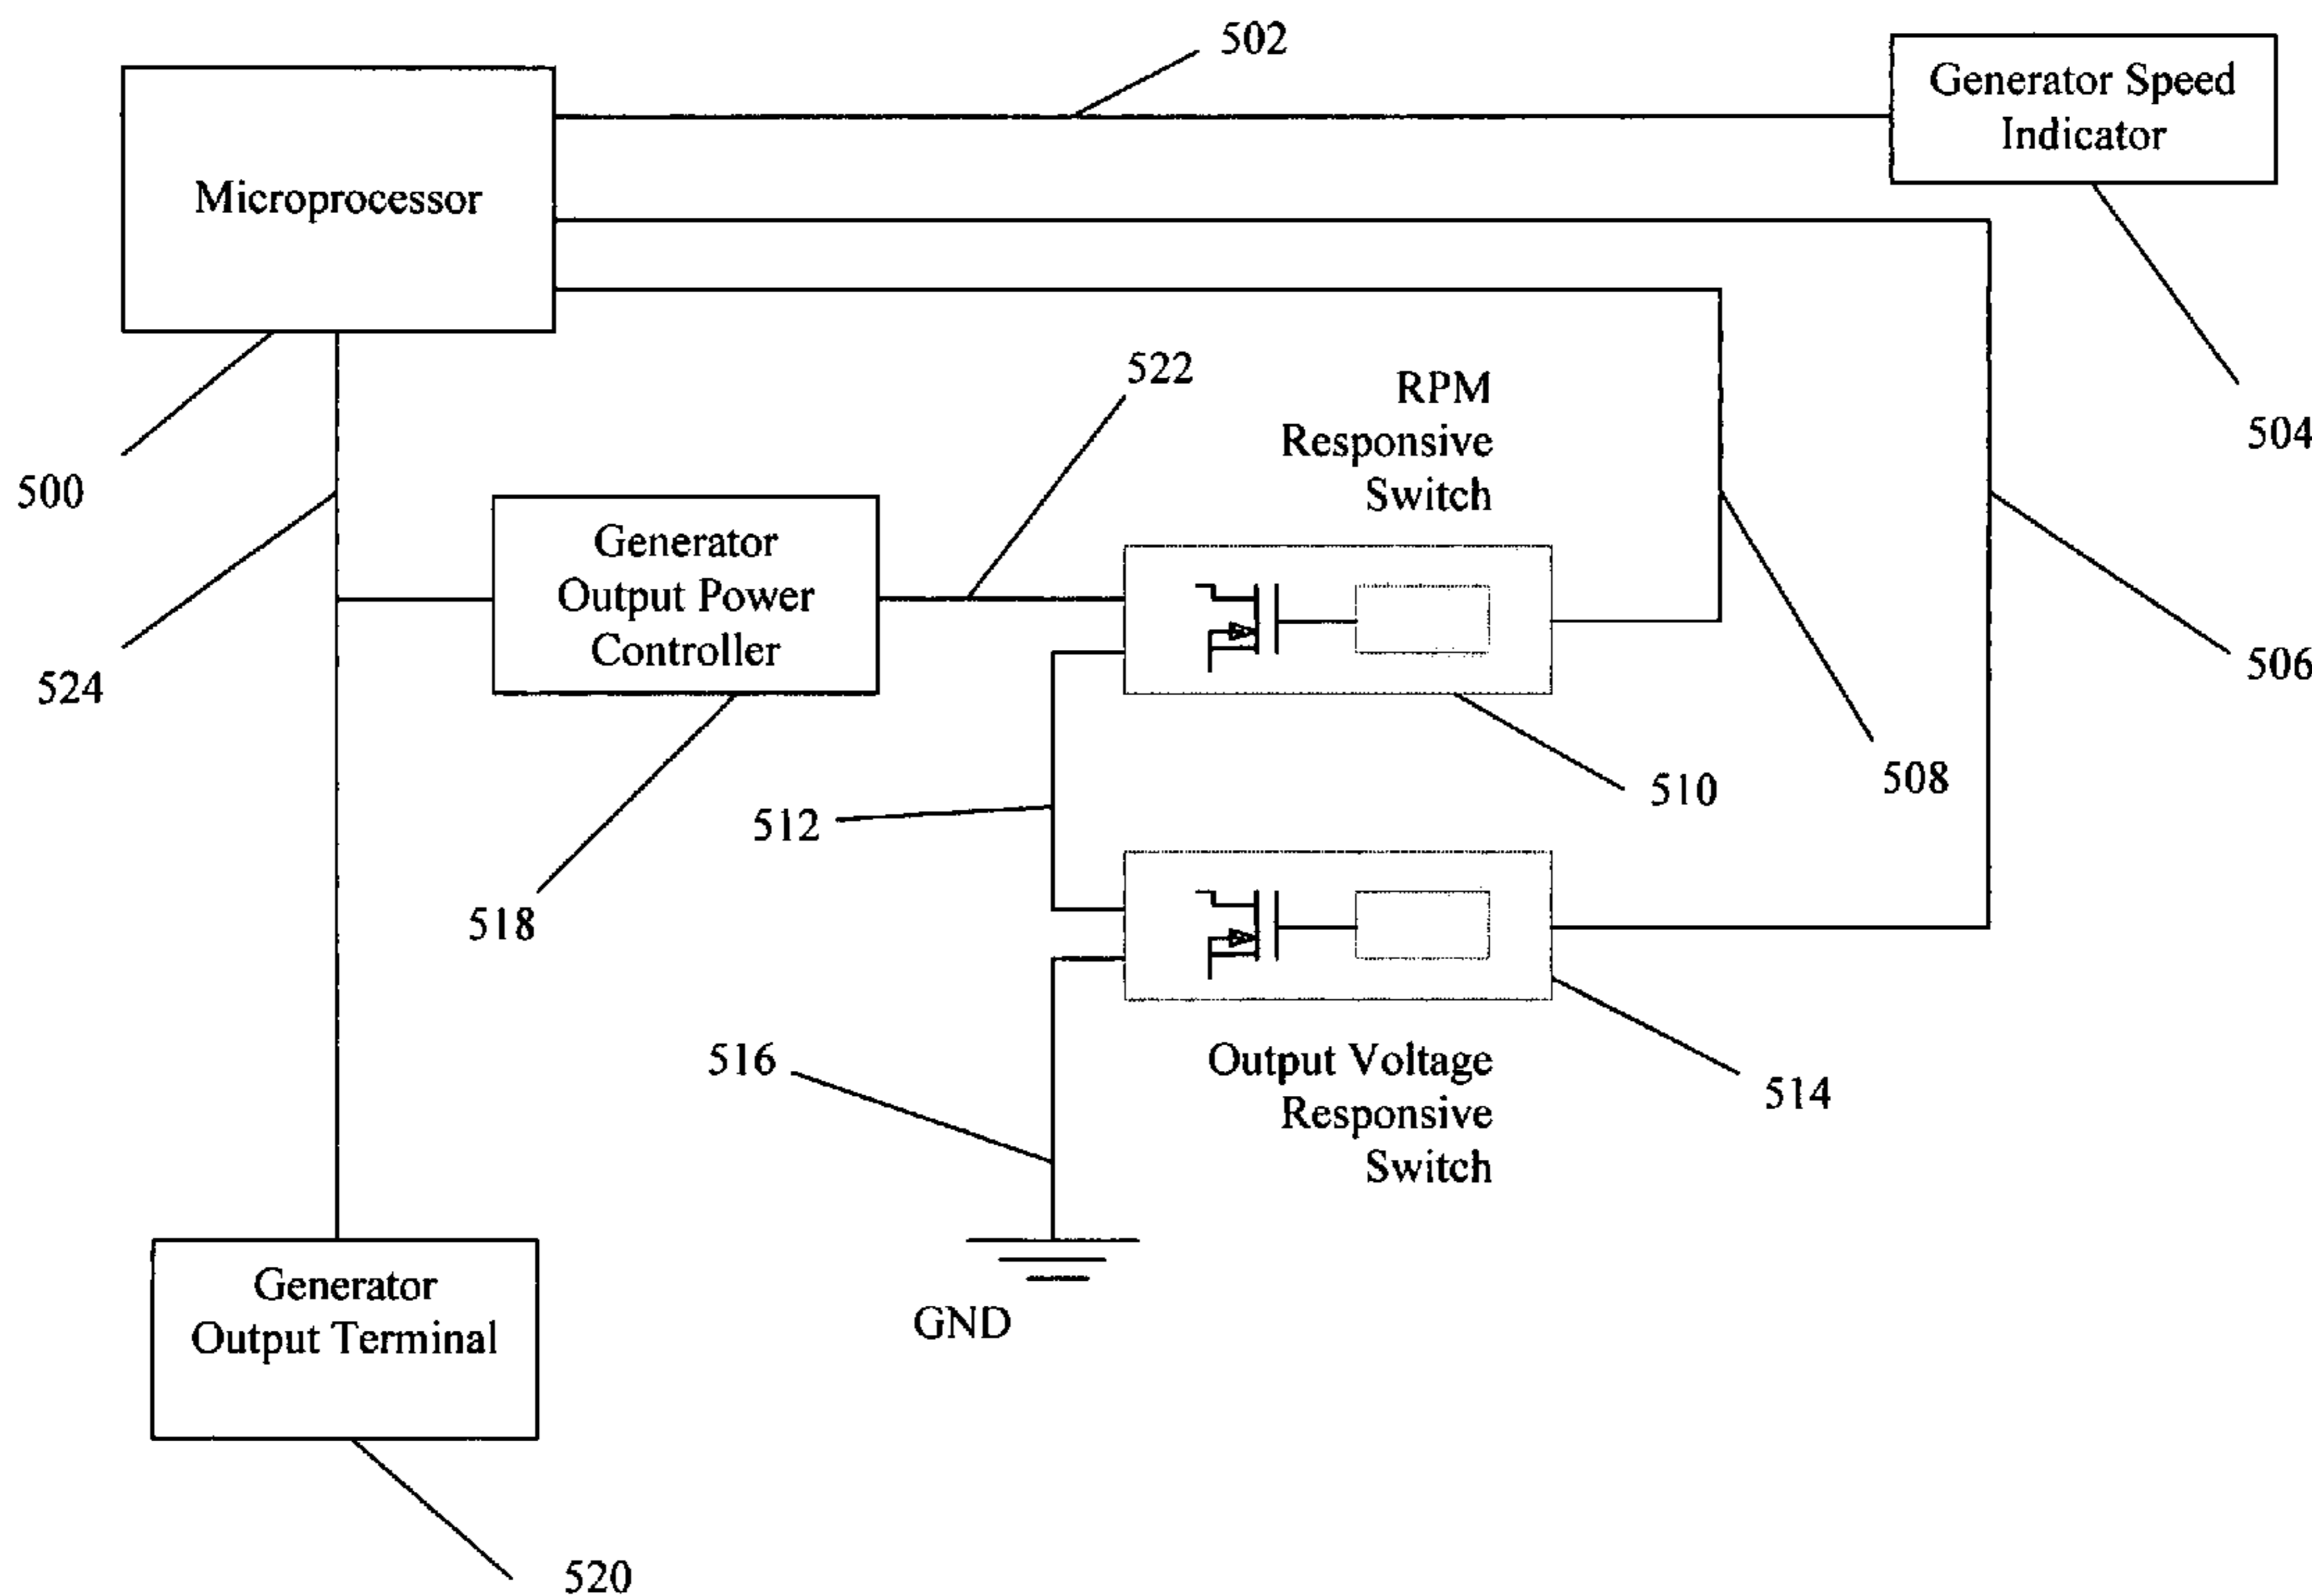 502
Generator Speed
Indicator
Microprocessor
504
500
522
RPM
Responsive
Switch
Generator
Output Power
Controller
524
506
508
510
512
518
514
516
Output Voltage
Responsive
Switch
GND
Generator
Output Terminal
520